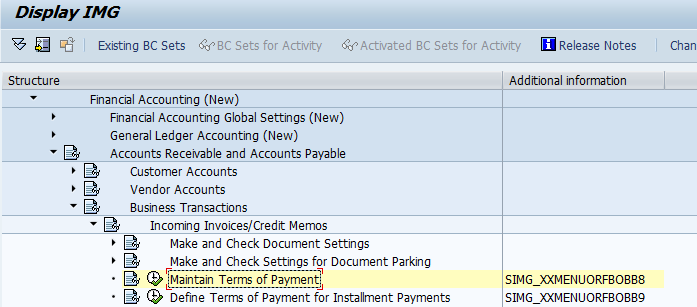 Display IMG
Existing BC Sets BC Sets for Activity Activated BC Sets for Activity Release Notes Chan
Structure Additional information
Financial Accounting (New)
Financial Accounting Global Settings (New)
General Ledger Accounting (New)
Accounts Receivable and Accounts Payable
Customer Accounts
Vendor Accounts
Business Transactions
Incoming Invoices/Credit Memos
Make and Check Document Settings
Make and Check Settings for Document Parking
Maintain Terms of Payment SIMG_XXMENUORFBOBB8
Define Terms of Payment for Installment Payments SIMG_XXMENUORFBOBB9